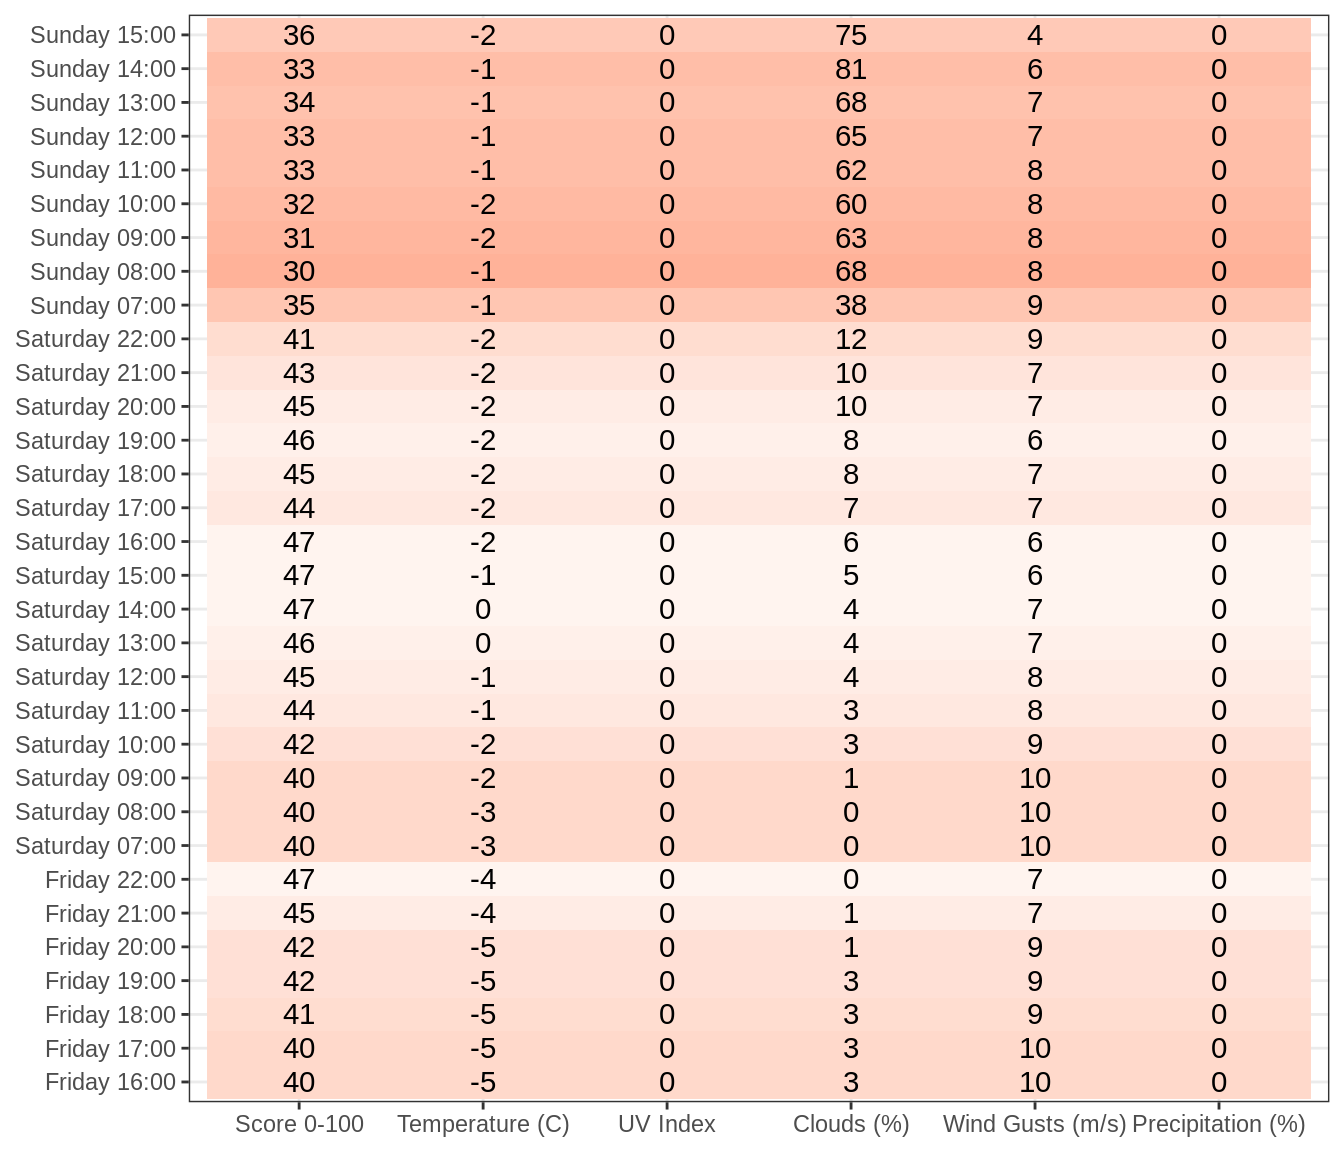 Sunday 15:00 36 -2 0 75 4 0
Sunday 14:00 33 -1 0 81 6 0
Sunday 13:00 34 -1 0 68 7 0
Sunday 12:00 33 -1 0 65 7 0
Sunday 11:00 33 -1 0 62 8 0
Sunday 10:00 32 -2 0 60 8 0
Sunday 09:00 31 -2 0 63 8 0
Sunday 08:00 30 -1 0 68 8 0
Sunday 07:00 35 -1 0 38 9 0
Saturday 22:00 41 -2 0 12 9 0
Saturday 21:00 43 -2 0 10 7 0
Saturday 20:00 45 -2 0 10 7 0
Saturday 19:00 46 -2 0 8 6 0
Saturday 18:00 45 -2 0 8 7 0
Saturday 17:00 44 -2 0 7 7 0
Saturday 16:00 47 -2 0 6 6 0
Saturday 15:00 47 -1 0 5 6 0
Saturday 14:00 47 0 0 4 7 0
Saturday 13:00 46 0 0 4 7 0
Saturday 12:00 45 -1 0 4 8 0
Saturday 11:00 44 -1 0 3 8 0
Saturday 10:00 42 -2 0 3 9 0
Saturday 09:00 40 -2 0 1 10 0
Saturday 08:00 40 -3 0 0 10 0
Saturday 07:00 40 -3 0 0 10 0
Friday 22:00 47 -4 0 0 7 0
Friday 21:00 45 -4 0 1 7 0
Friday 20:00 42 -5 0 1 9 0
Friday 19:00 42 -5 0 3 9 0
Friday 18:00 41 -5 0 3 9 0
Friday 17:00 40 -5 0 3 10 0
Friday 16:00 40 -5 0 3 10 0
Score 0-100 Temperature (C) UV Index Clouds (%) Wind Gusts (m/s) Precipitation (%)